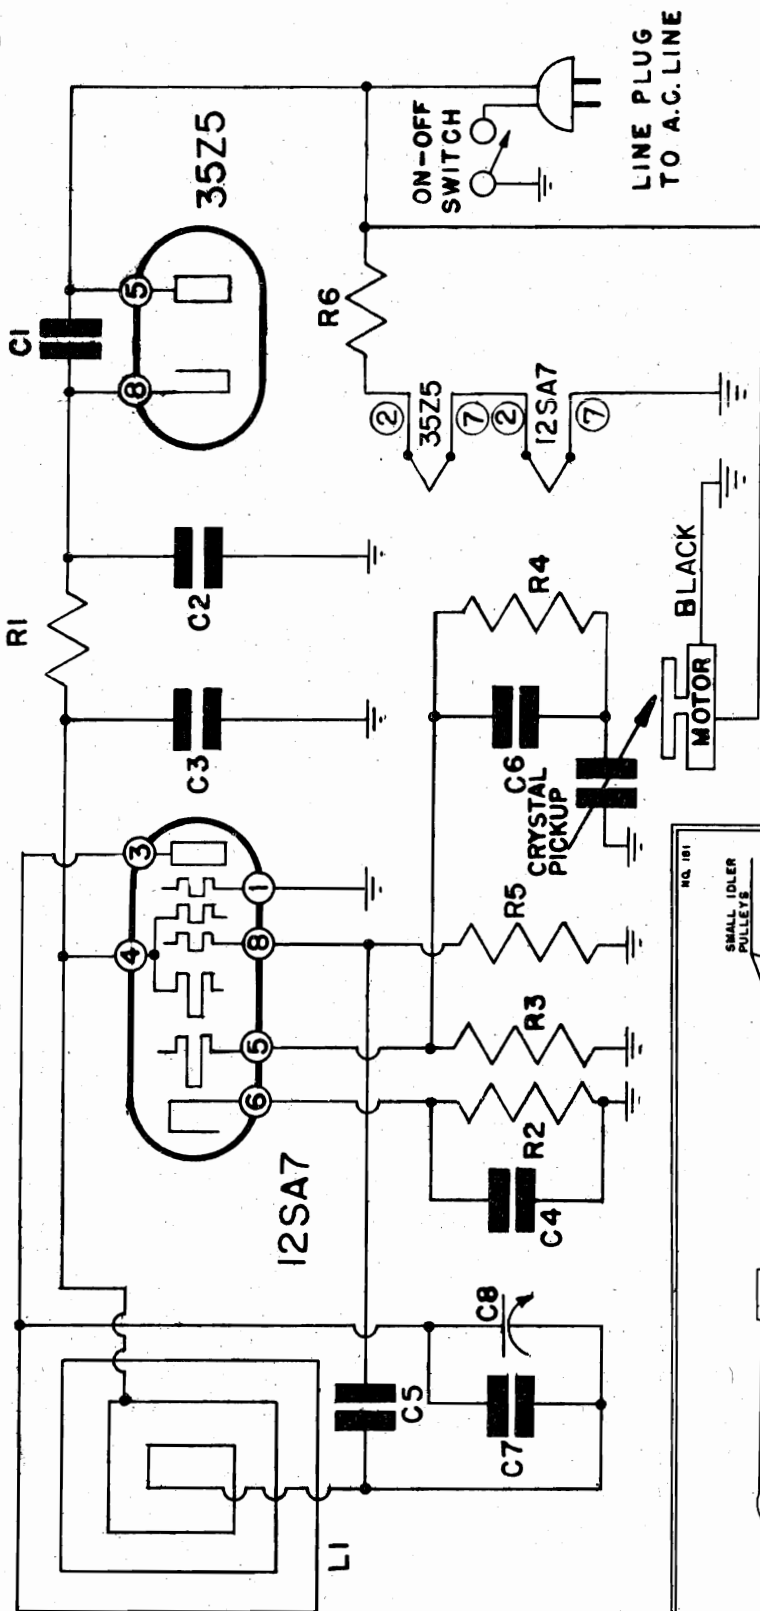 L1
C7
C8
C5
12SA7
C4
R2
R3
R5
6
5
8
1
4
3
CRYSTAL
PICKUP
C6
R4
C3
R1
C2
MOTOR
BLACK
C1
8
5
35Z5
R6
2
35Z5
7
2
12SA7
7
ON-OFF
SWITCH
LINE PLUG
TO A.C. LINE
NO. 181
SMALL IDLER
PULLEYS